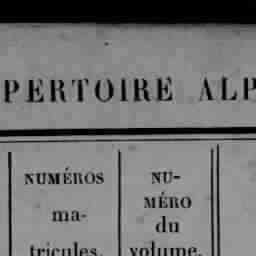 PERTOIRE ALP
NUMÉROS
ma-
tricules.
NU-
MÉRO
du
volume.